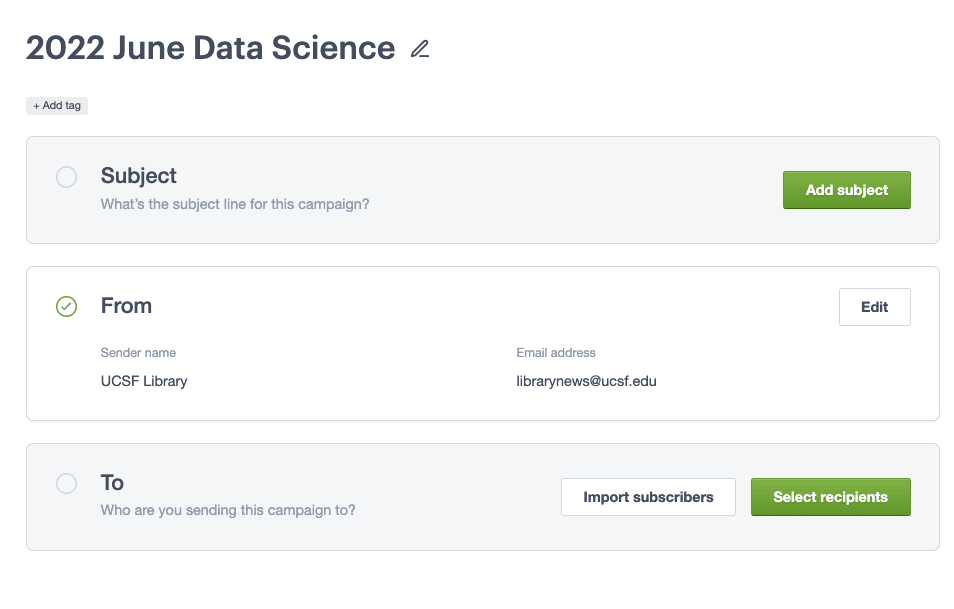 2022 June Data Science
+ Add tag
Subject
What's the subject line for this campaign?
Add subject
From
Edit
Sender name
Email address
UCSF Library
librarynews@ucsf.edu
To
Who are you sending this campaign to?
Import subscribers
Select recipients